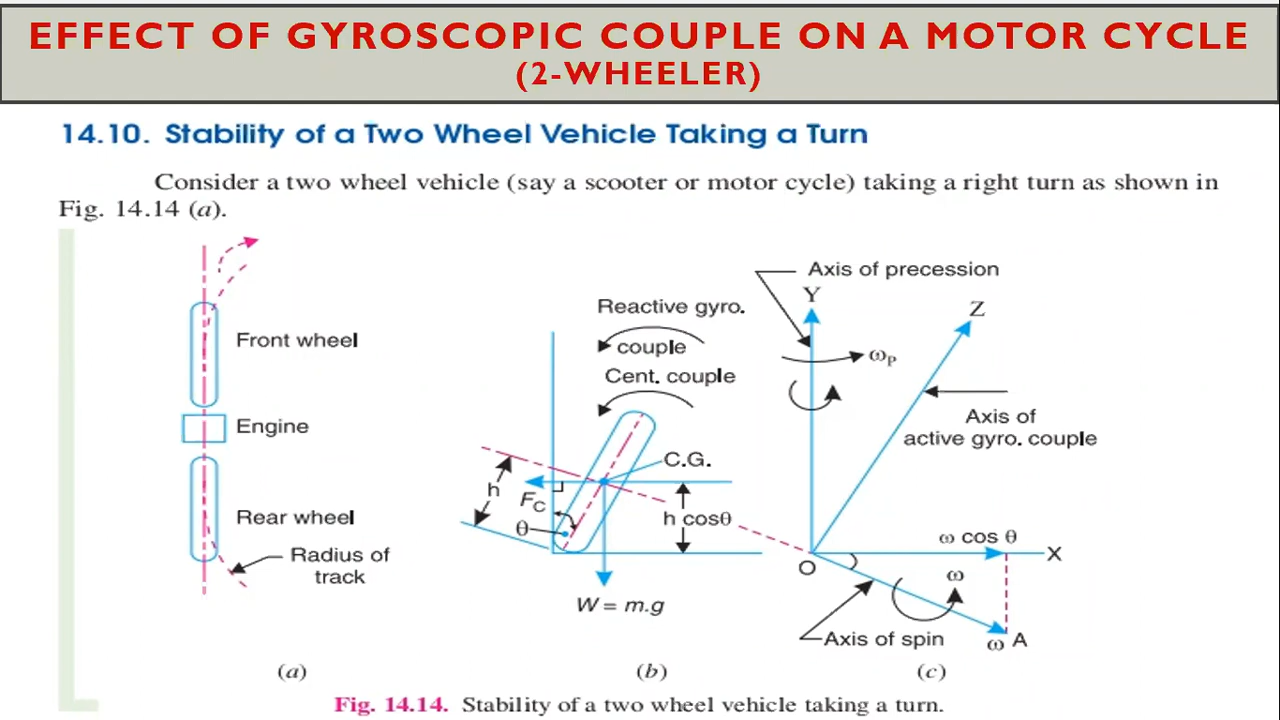 EFFECT OF GYROSCOPIC COUPLE ON A MOTOR CYCLE
(2-WHEELER)
14.10. Stability of a Two Wheel Vehicle Taking a Turn
Consider a two wheel vehicle (say a scooter or motor cycle) taking a right turn as shown in
Fig. 14.14 (a).
Front wheel
Engine
Rear wheel
Radius of
track
(a)
Reactive gyro.
couple
Cent. couple
C.G.
h
F_C
θ
h cosθ
W = m.g
(b)
Axis of precession
Y
Z
ω_P
Axis of
active gyro. couple
ω cos θ
X
O
ω
ω A
Axis of spin
(c)
Fig. 14.14. Stability of a two wheel vehicle taking a turn.